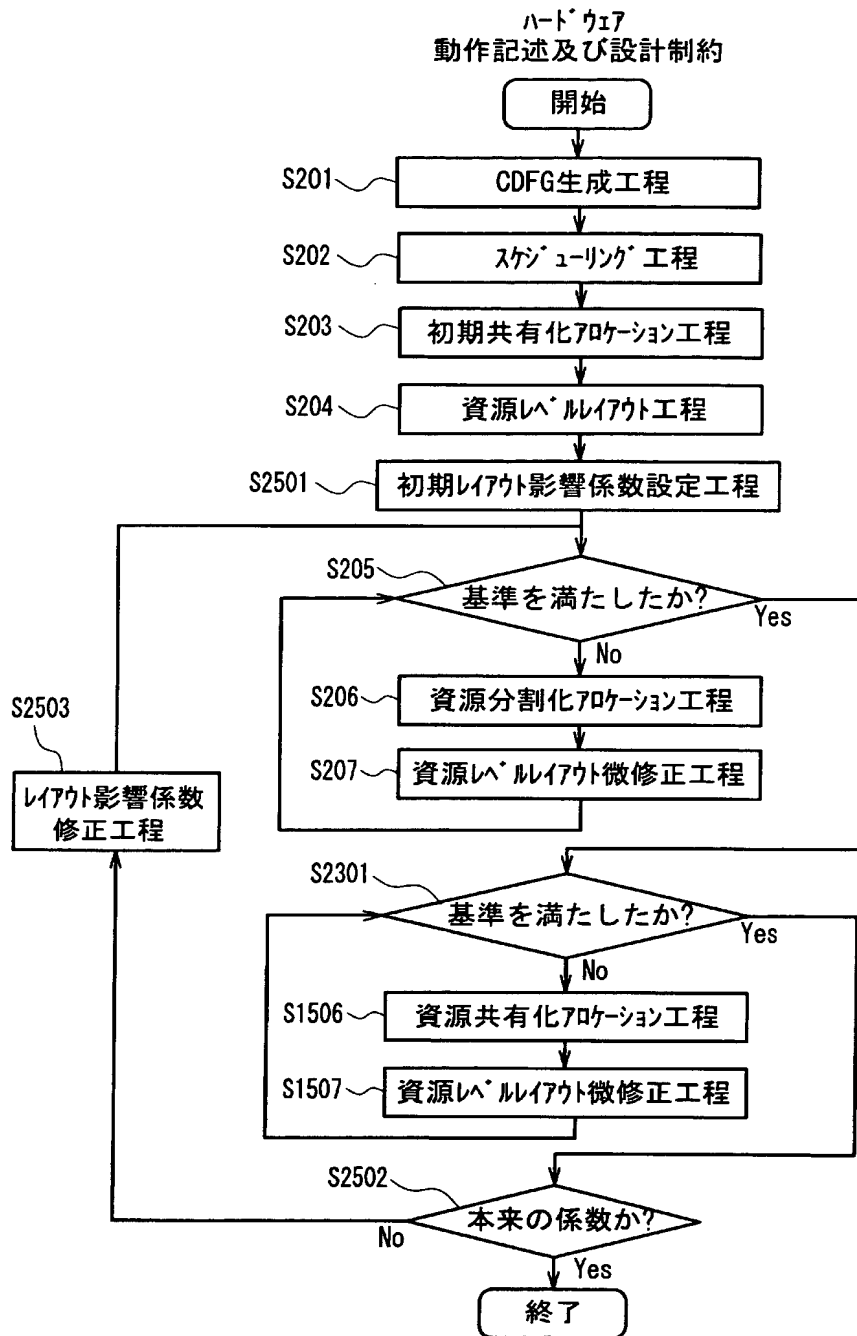 ハードウェア
動作記述及び設計制約
開始
S201
CDFG生成工程
S202
スケジューリング工程
S203
初期共有化アロケーション工程
S204
資源レベルレイアウト工程
S2501
初期レイアウト影響係数設定工程
S205
基準を満たしたか?
Yes
No
S206
資源分割化アロケーション工程
S207
資源レベルレイアウト微修正工程
S2503
レイアウト影響係数
修正工程
S2301
基準を満たしたか?
Yes
No
S1506
資源共有化アロケーション工程
S1507
資源レベルレイアウト微修正工程
S2502
本来の係数か?
No
Yes
終了